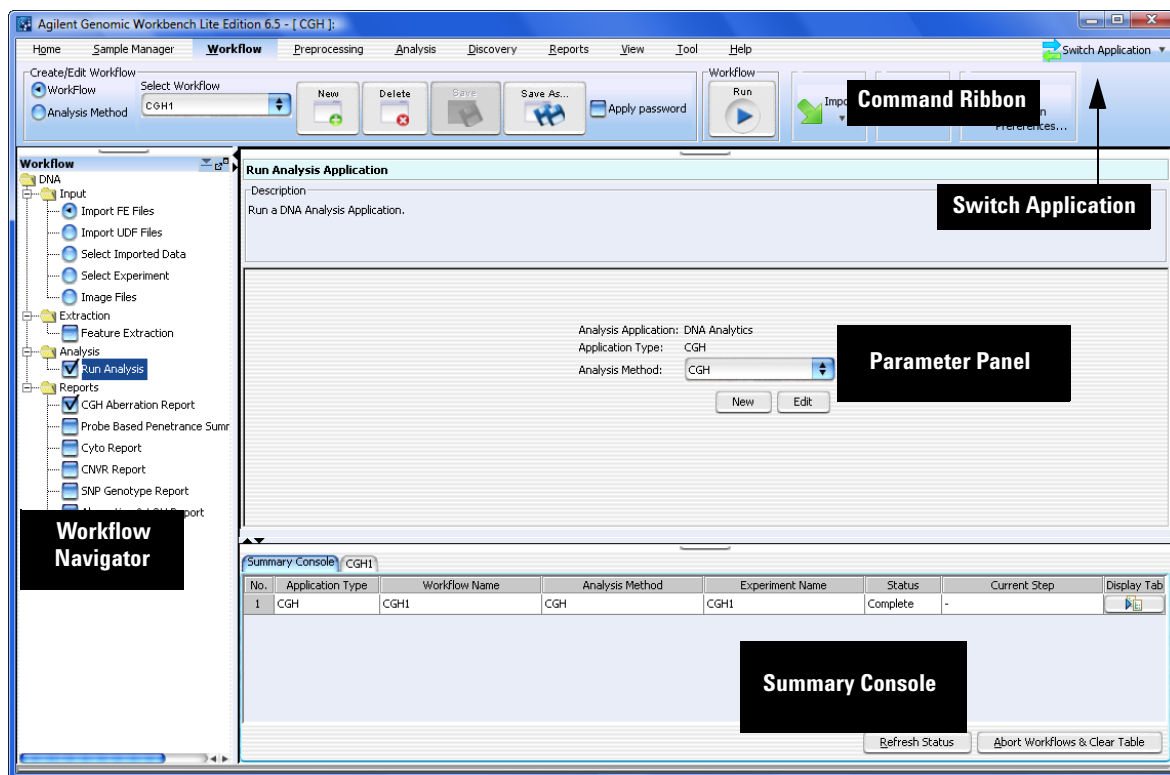 Agilent Genomic Workbench Lite Edition 6.5 - [ CGH ]:
Home Sample Manager Workflow Preprocessing Analysis Discovery Reports View Tool Help Switch Application
Create/Edit Workflow
WorkFlow
Analysis Method
Select Workflow
CGH1
New
Delete
Save
Save As...
Apply password
Workflow
Run
Command Ribbon
Preferences...
Switch Application
Workflow
DNA
Input
Import FE Files
Import UDF Files
Select Imported Data
Select Experiment
Image Files
Extraction
Feature Extraction
Analysis
Run Analysis
Reports
CGH Aberration Report
Probe Based Penetrance Summ
Cyto Report
CNVR Report
SNP Genotype Report
Workflow
Navigator
Run Analysis Application
Description
Run a DNA Analysis Application.
Analysis Application: DNA Analytics
Application Type: CGH
Analysis Method: CGH
New Edit
Parameter Panel
Summary Console CGH1
No. Application Type Workflow Name Analysis Method Experiment Name Status Current Step Display Tab
1 CGH CGH1 CGH CGH1 Complete -
Summary Console
Refresh Status Abort Workflows & Clear Table